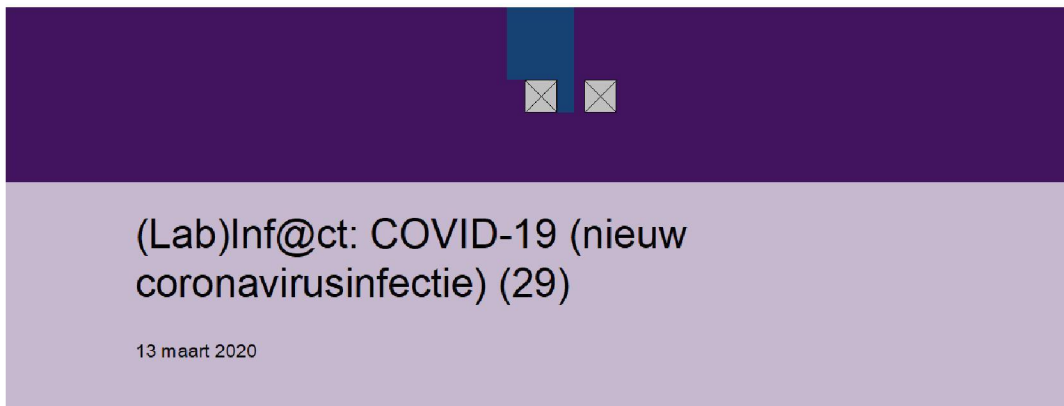 (Lab)Inf@ct: COVID-19 (nieuw
coronavirusinfectie) (29)
13 maart 2020